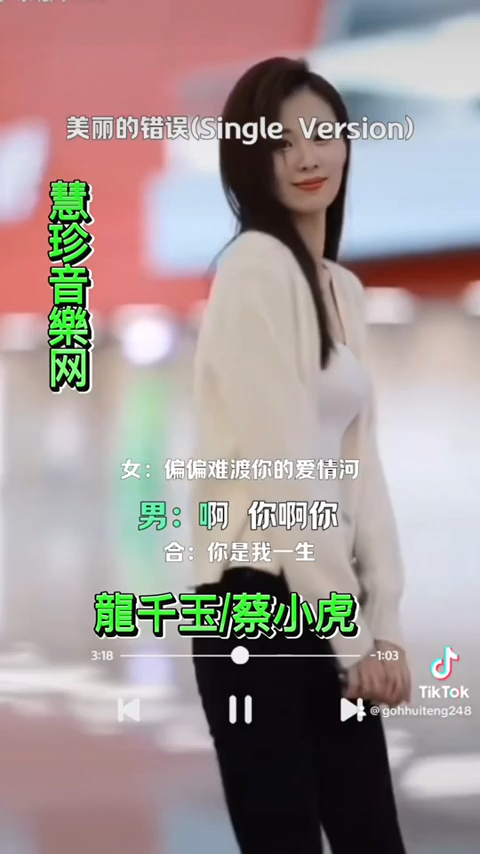 美丽的错误(Single Version)
慧珍音樂网
女：偏偏难渡你的爱情河
男：啊 你啊你
合：你是我一生
龍千玉/蔡小虎
3:18
-1:03
TikTok
@gohhuiteng248